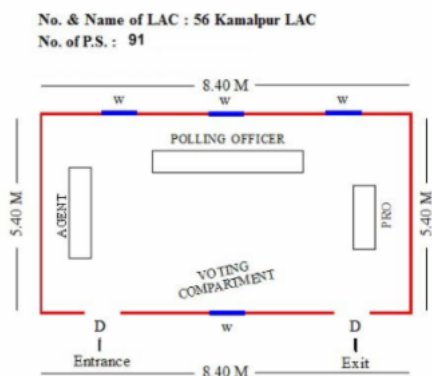 No. & Name of LAC : 56 Kamalpur LAC
No. of P.S. : 91
8.40 M
w w w
POLLING OFFICER
5.40 M
AGENT
PRO
5.40 M
VOTING
COMPARTMENT
D w D
Entrance Exit
8.40 M